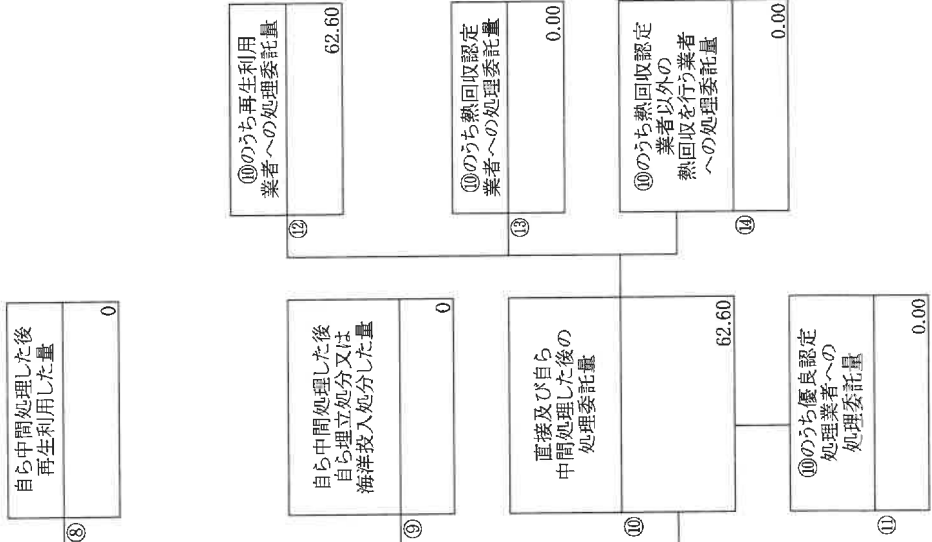 ⑧
自ら中間処理した後
再生利用した量
0
⑨
自ら中間処理した後
自ら埋立処分又は
海洋投入処分した量
0
⑩
直接及び自ら
中間処理した後の
処理委託量
62.60
⑪
⑩のうち優良認定
処理業者への
処理委託量
0.00
⑫
⑩のうち再生利用
業者への処理委託量
62.60
⑬
⑩のうち熱回収認定
業者への処理委託量
0.00
⑭
⑩のうち熱回収認定
業者以外の
熱回収を行う業者
への処理委託量
0.00